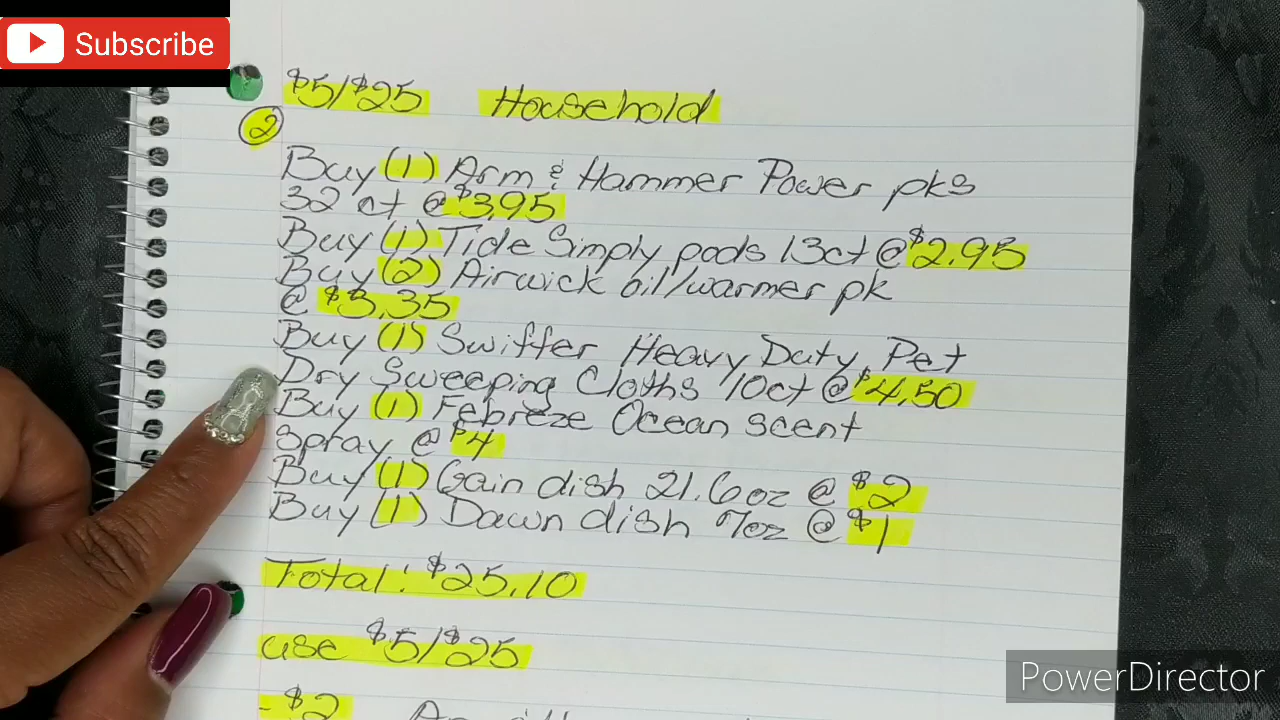 Subscribe
$5/$25 Household
2
Buy (1) Arm & Hammer Power pks
32 ct @ $3.95
Buy (1) Tide Simply pods 13ct @ $2.95
Buy (2) Airwick oil/warmer pk
@ $3.35
Buy (1) Swiffer Heavy Duty Pet
Dry Sweeping Cloths 10ct @ $4.50
Buy (1) Febreze Ocean scent
Spray @ $4
Buy (1) Gain dish 21.6oz @ $2
Buy (1) Dawn dish 7oz @ $1
Total: $25.10
use $5/$25
- $2
PowerDirector